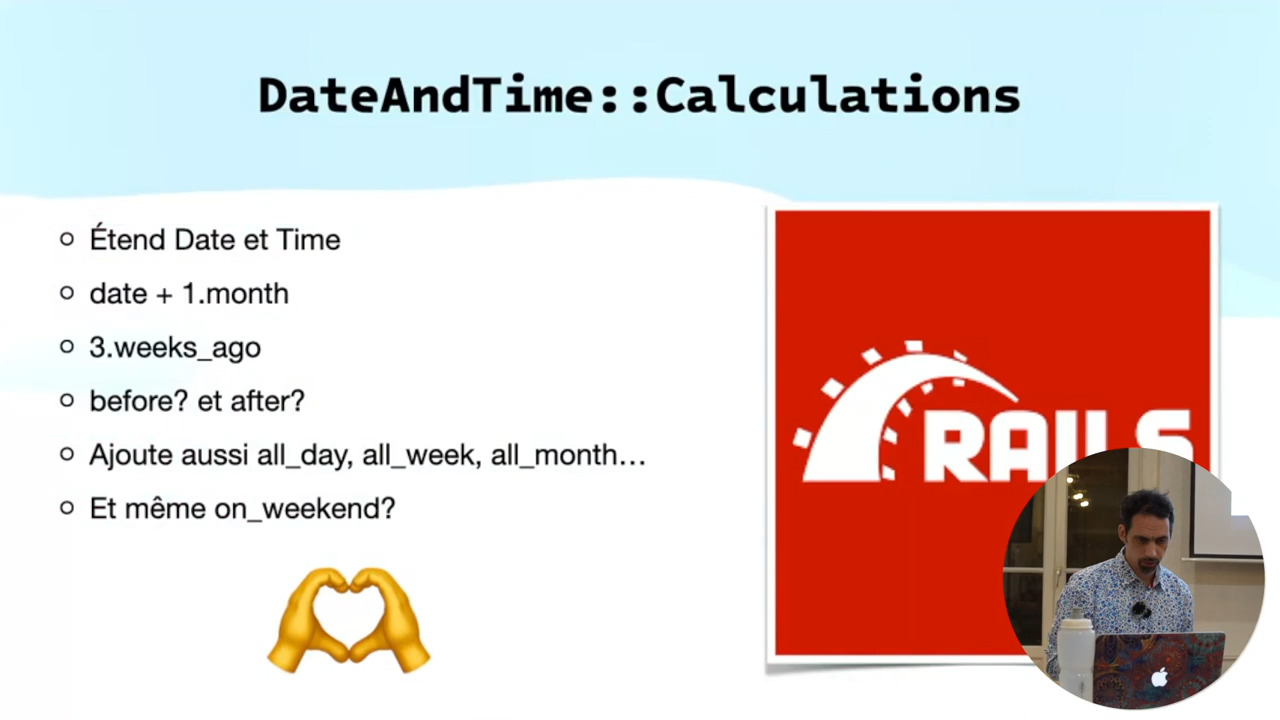 DateAndTime::Calculations
Étend Date et Time
date + 1.month
3.weeks_ago
before? et after?
Ajoute aussi all_day, all_week, all_month…
Et même on_weekend?
RAILS